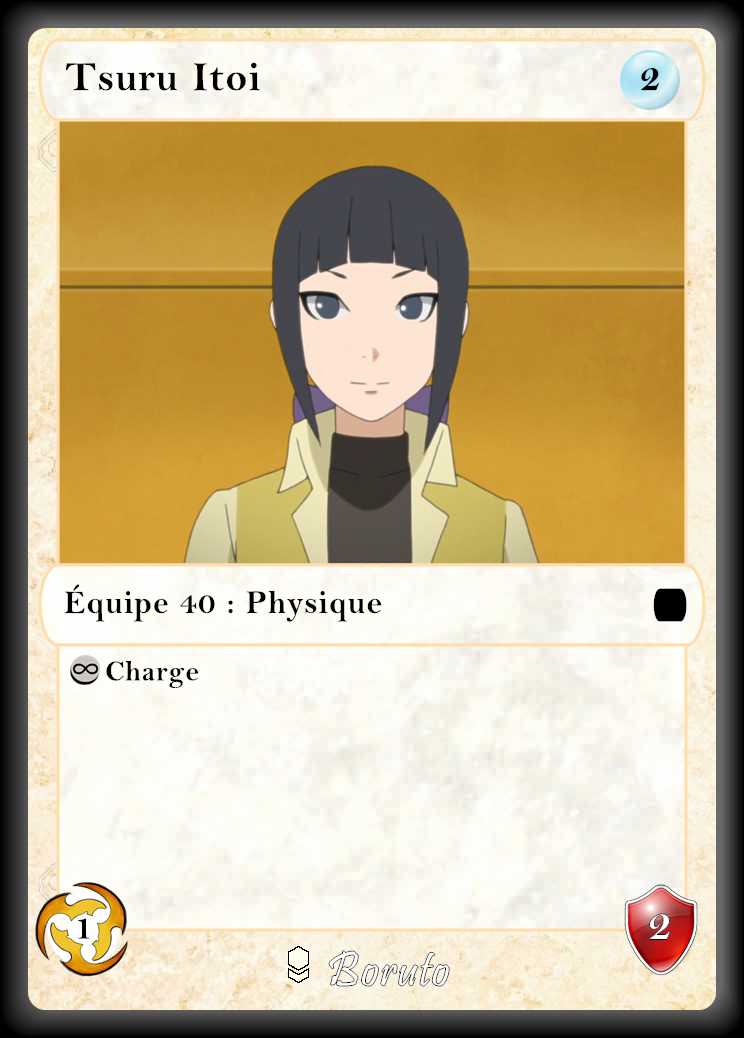 Tsuru Itoi
2
Équipe 40 : Physique
∞ Charge
1
2
Boruto